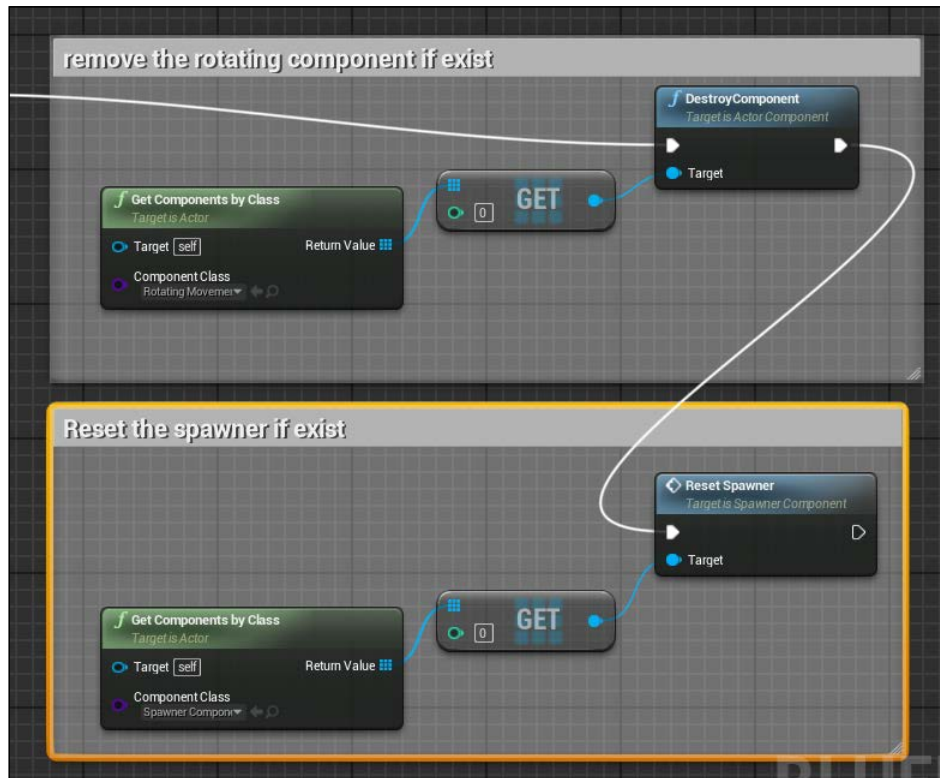 remove the rotating component if exist
f DestroyComponent
Target is Actor Component
Target
f Get Components by Class
Target is Actor
Target self
Return Value
Component Class
Rotating Movemer
0
GET
Reset the spawner if exist
Reset Spawner
Target is Spawner Component
Target
f Get Components by Class
Target is Actor
Target self
Return Value
Component Class
Spawner Compone
0
GET
BLUE